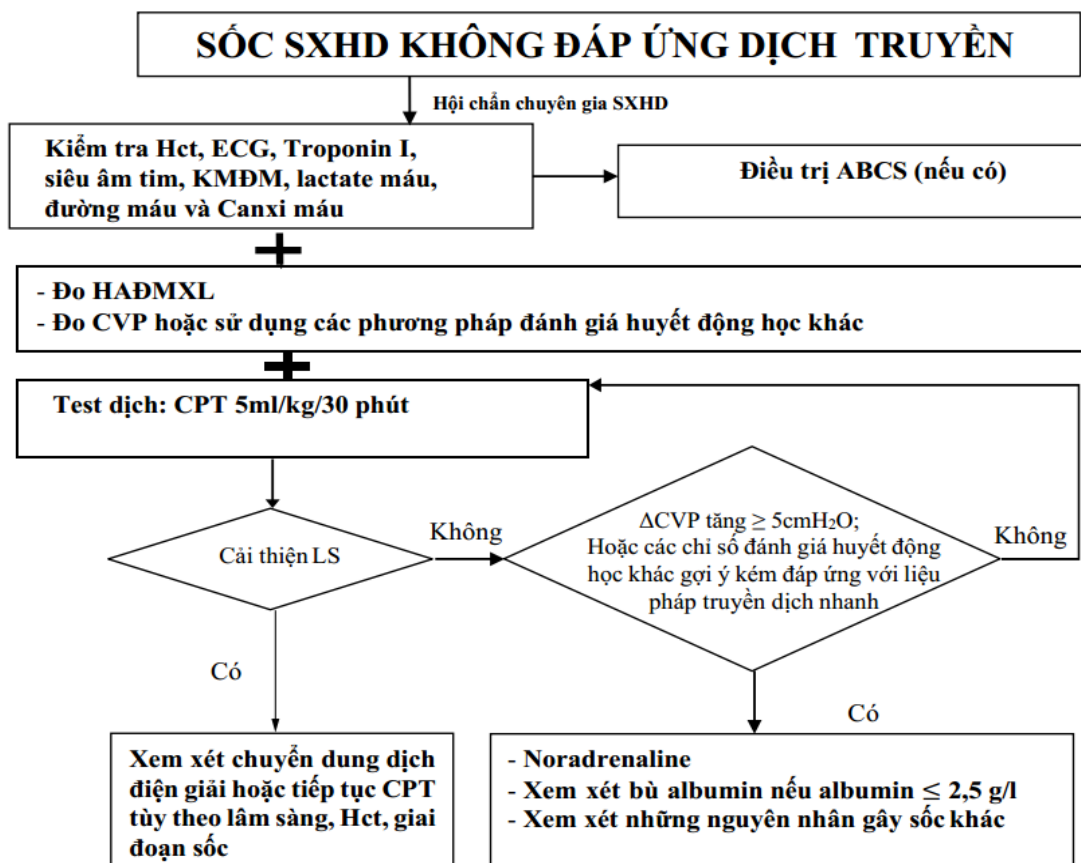 SỐC SXHD KHÔNG ĐÁP ỨNG DỊCH TRUYỀN
Hội chẩn chuyên gia SXHD
Kiểm tra Hct, ECG, Troponin I,
siêu âm tim, KMĐM, lactate máu,
đường máu và Canxi máu
Điều trị ABCS (nếu có)
- Đo HAĐMXL
- Đo CVP hoặc sử dụng các phương pháp đánh giá huyết động học khác
Test dịch: CPT 5ml/kg/30 phút
Cải thiện LS
Không
ΔCVP tăng ≥ 5cmH₂O;
Hoặc các chỉ số đánh giá huyết động
học khác gợi ý kém đáp ứng với liệu
pháp truyền dịch nhanh
Không
Có
Có
Xem xét chuyển dung dịch
điện giải hoặc tiếp tục CPT
tùy theo lâm sàng, Hct, giai
đoạn sốc
- Noradrenaline
- Xem xét bù albumin nếu albumin ≤ 2,5 g/l
- Xem xét những nguyên nhân gây sốc khác